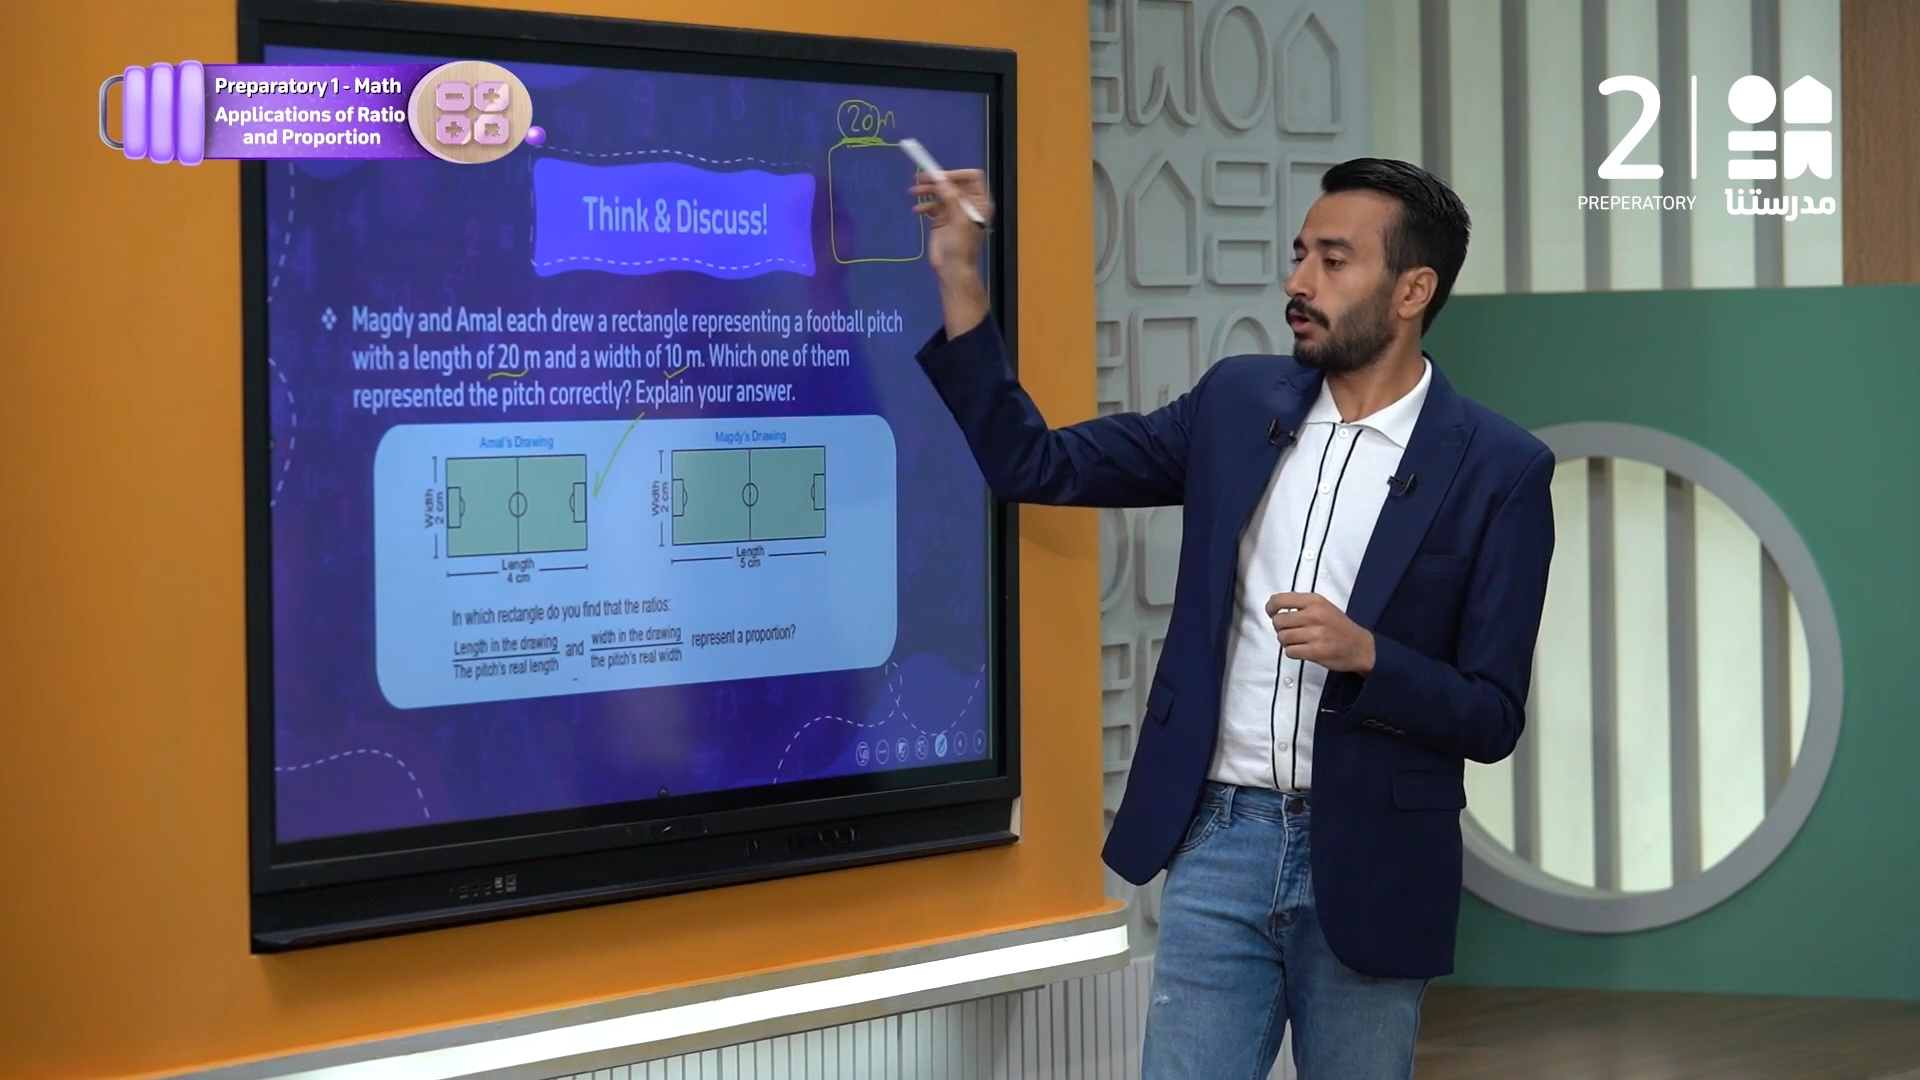 Preparatory 1 - Math
Applications of Ratio
and Proportion
2
PREPERATORY
مدرستنا
20m
Think & Discuss!
Magdy and Amal each drew a rectangle representing a football pitch
with a length of 20 m and a width of 10 m. Which one of them
represented the pitch correctly? Explain your answer.
Amal's Drawing
Width
2 cm
Length
4 cm
Magdy's Drawing
Width
2 cm
Length
5 cm
In which rectangle do you find that the ratios:
Length in the drawing
The pitch's real length
and
width in the drawing
the pitch's real width
represent a proportion?